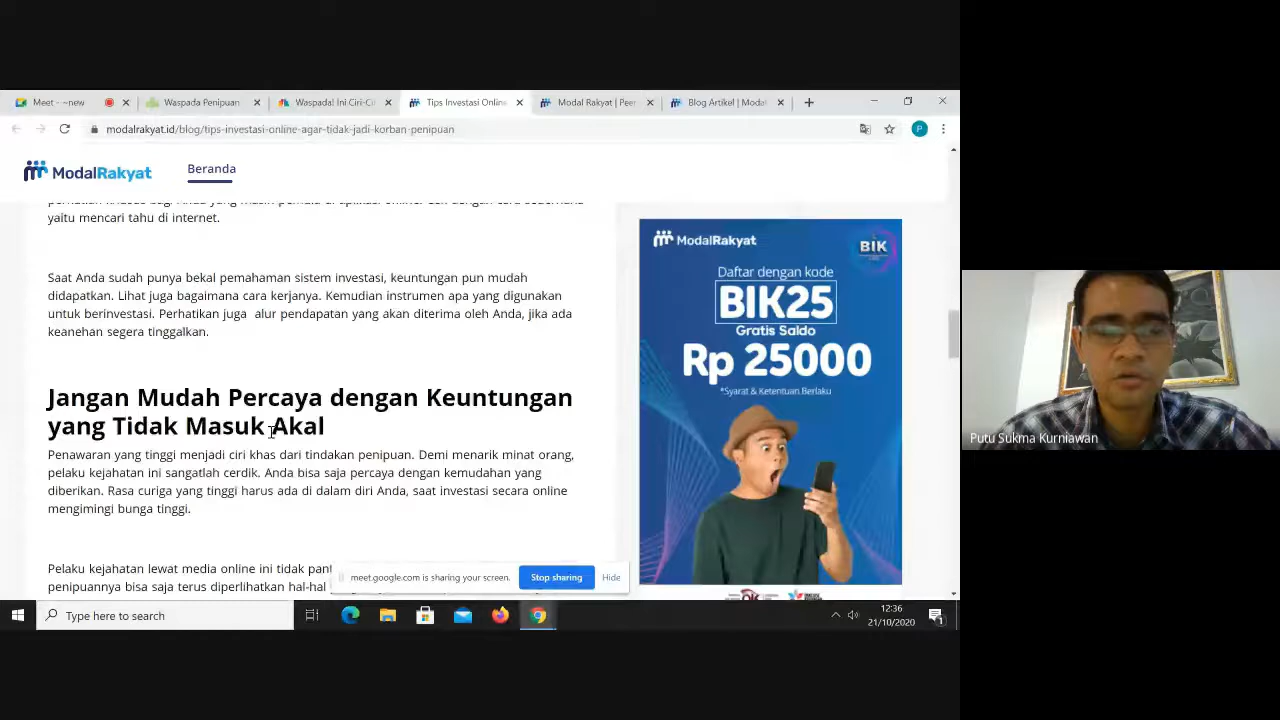 Meet - ~new
Waspada Penipuan
Waspada! Ini Ciri-Ci
Tips Investasi Online
Modal Rakyat | Peer
Blog Artikel | Modal
modalrakyat.id/blog/tips-investasi-online-agar-tidak-jadi-korban-penipuan
P
ModalRakyat
Beranda
yaitu mencari tahu di internet.
Saat Anda sudah punya bekal pemahaman sistem investasi, keuntungan pun mudah
didapatkan. Lihat juga bagaimana cara kerjanya. Kemudian instrumen apa yang digunakan
untuk berinvestasi. Perhatikan juga alur pendapatan yang akan diterima oleh Anda, jika ada
keanehan segera tinggalkan.
Jangan Mudah Percaya dengan Keuntungan
yang Tidak Masuk Akal
Penawaran yang tinggi menjadi ciri khas dari tindakan penipuan. Demi menarik minat orang,
pelaku kejahatan ini sangatlah cerdik. Anda bisa saja percaya dengan kemudahan yang
diberikan. Rasa curiga yang tinggi harus ada di dalam diri Anda, saat investasi secara online
mengimingi bunga tinggi.
Pelaku kejahatan lewat media online ini tidak
penipuannya bisa saja terus diperlihatkan hal-hal
ModalRakyat
BIK
Daftar dengan kode
BIK25
Gratis Saldo
Rp 25000
*Syarat & Ketentuan Berlaku
meet.google.com is sharing your screen.
Stop sharing
Hide
Type here to search
12:36
21/10/2020
1
Putu Sukma Kurniawan